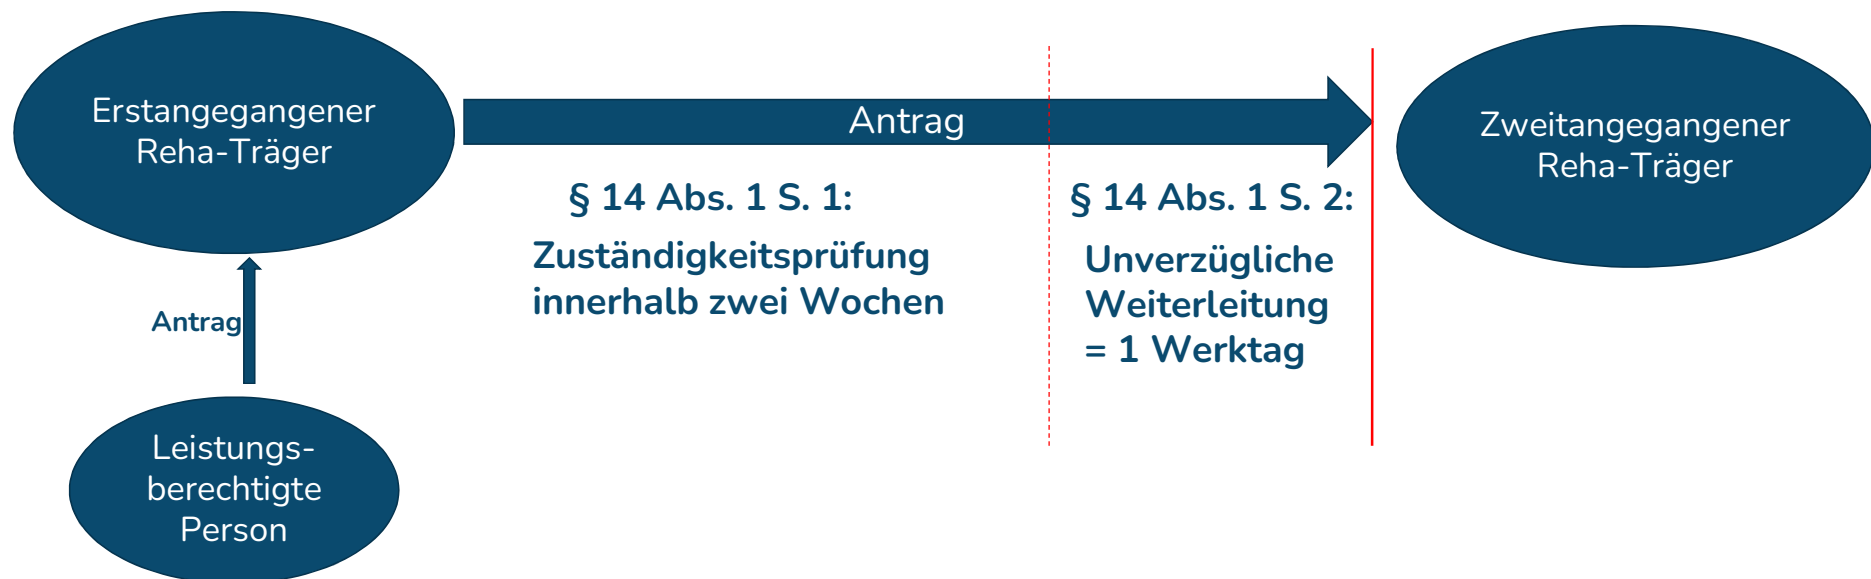 Erstangegangener
Reha-Träger
Antrag
Zweitangegangener
Reha-Träger
§ 14 Abs. 1 S. 1:
Zuständigkeitsprüfung
innerhalb zwei Wochen
§ 14 Abs. 1 S. 2:
Unverzügliche
Weiterleitung
= 1 Werktag
Antrag
Leistungs-
berechtigte
Person